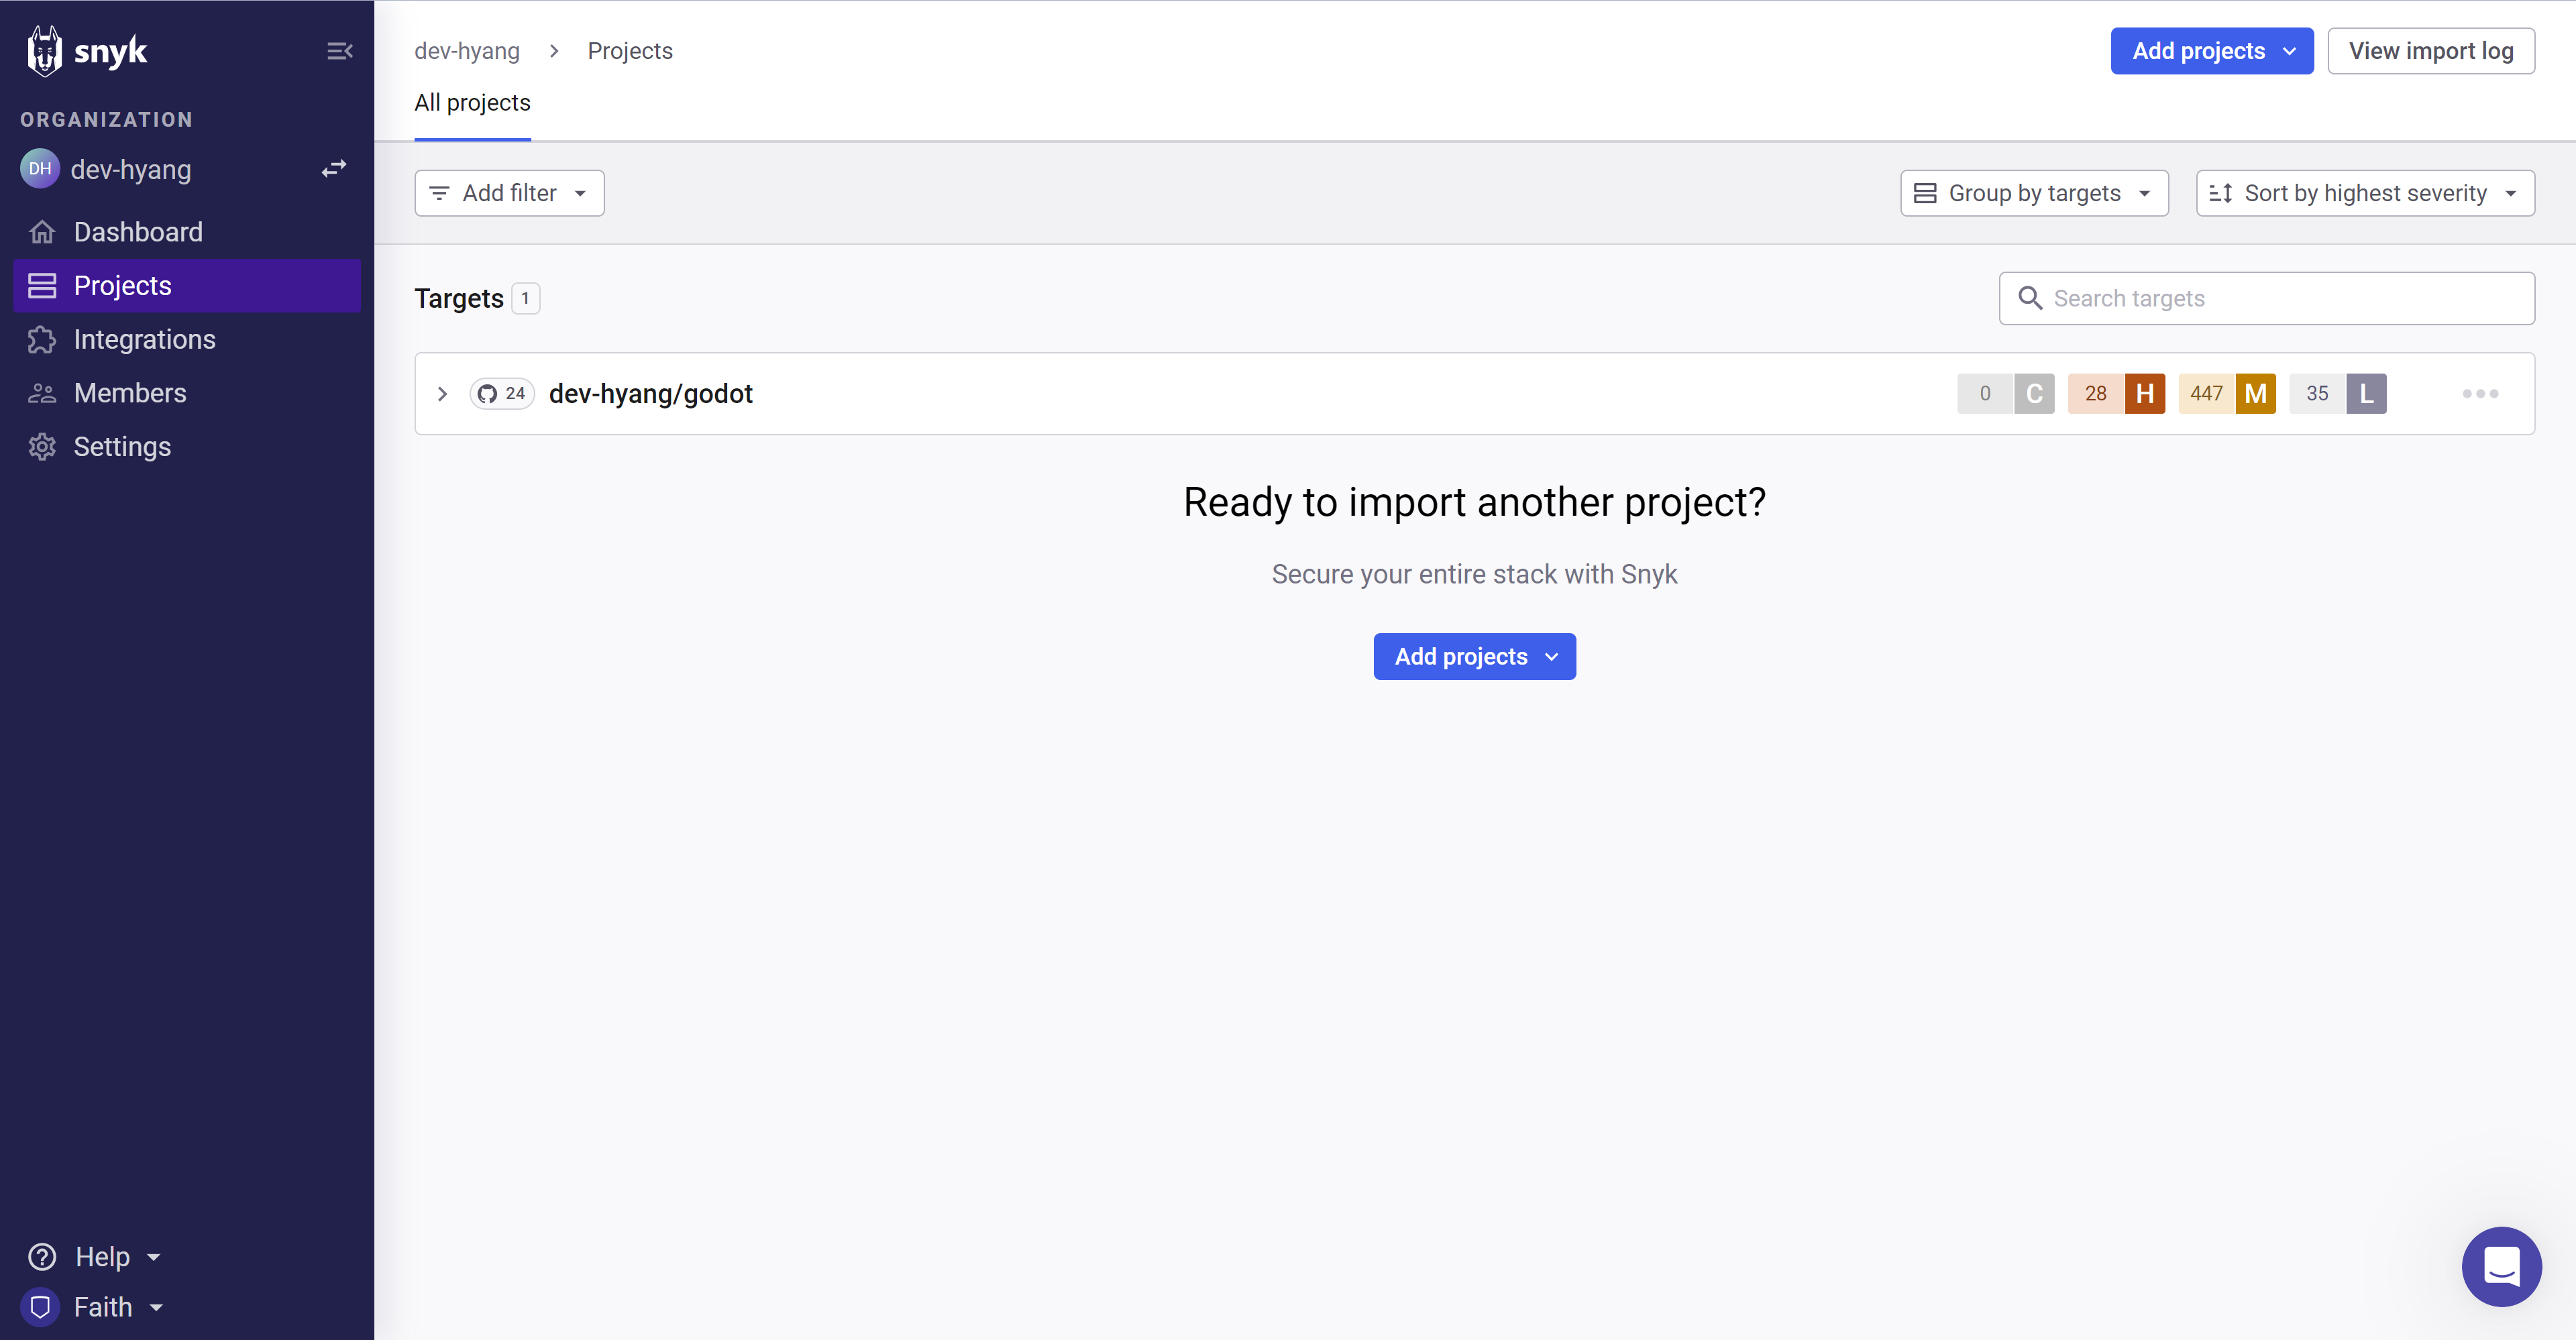 snyk
ORGANIZATION
DH dev-hyang
Dashboard
Projects
Integrations
Members
Settings
Help
Faith
dev-hyang > Projects
Add projects
View import log
All projects
Add filter
Group by targets
Sort by highest severity
Targets 1
Search targets
24 dev-hyang/godot 0 C 28 H 447 M 35 L
Ready to import another project?
Secure your entire stack with Snyk
Add projects